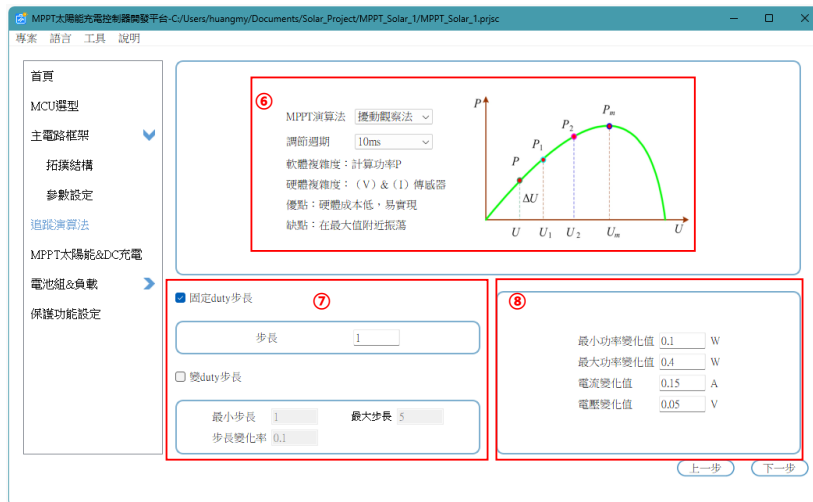 MPPT太陽能充電控制器開發平台-C:/Users/huangmy/Documents/Solar_Project/MPPT_Solar_1/MPPT_Solar_1.prjsc
專案 語言 工具 說明
首頁
MCU選型
主電路框架
拓撲結構
參數設定
追蹤演算法
MPPT太陽能&DC充電
電池組&負載
保護功能設定
⑥
MPPT演算法 擾動觀察法
調節週期 10ms
軟體複雜度：計算功率P
硬體複雜度：（V）&（I）傳感器
優點：硬體成本低，易實現
缺點：在最大值附近振蕩
P
P P1 P2 Pm
ΔU
U U1 U2 Um U
⑦
固定duty步長
步長 1
變duty步長
最小步長 1 最大步長 5
步長變化率 0.1
⑧
最小功率變化值 0.1 W
最大功率變化值 0.4 W
電流變化值 0.15 A
電壓變化值 0.05 V
上一步 下一步